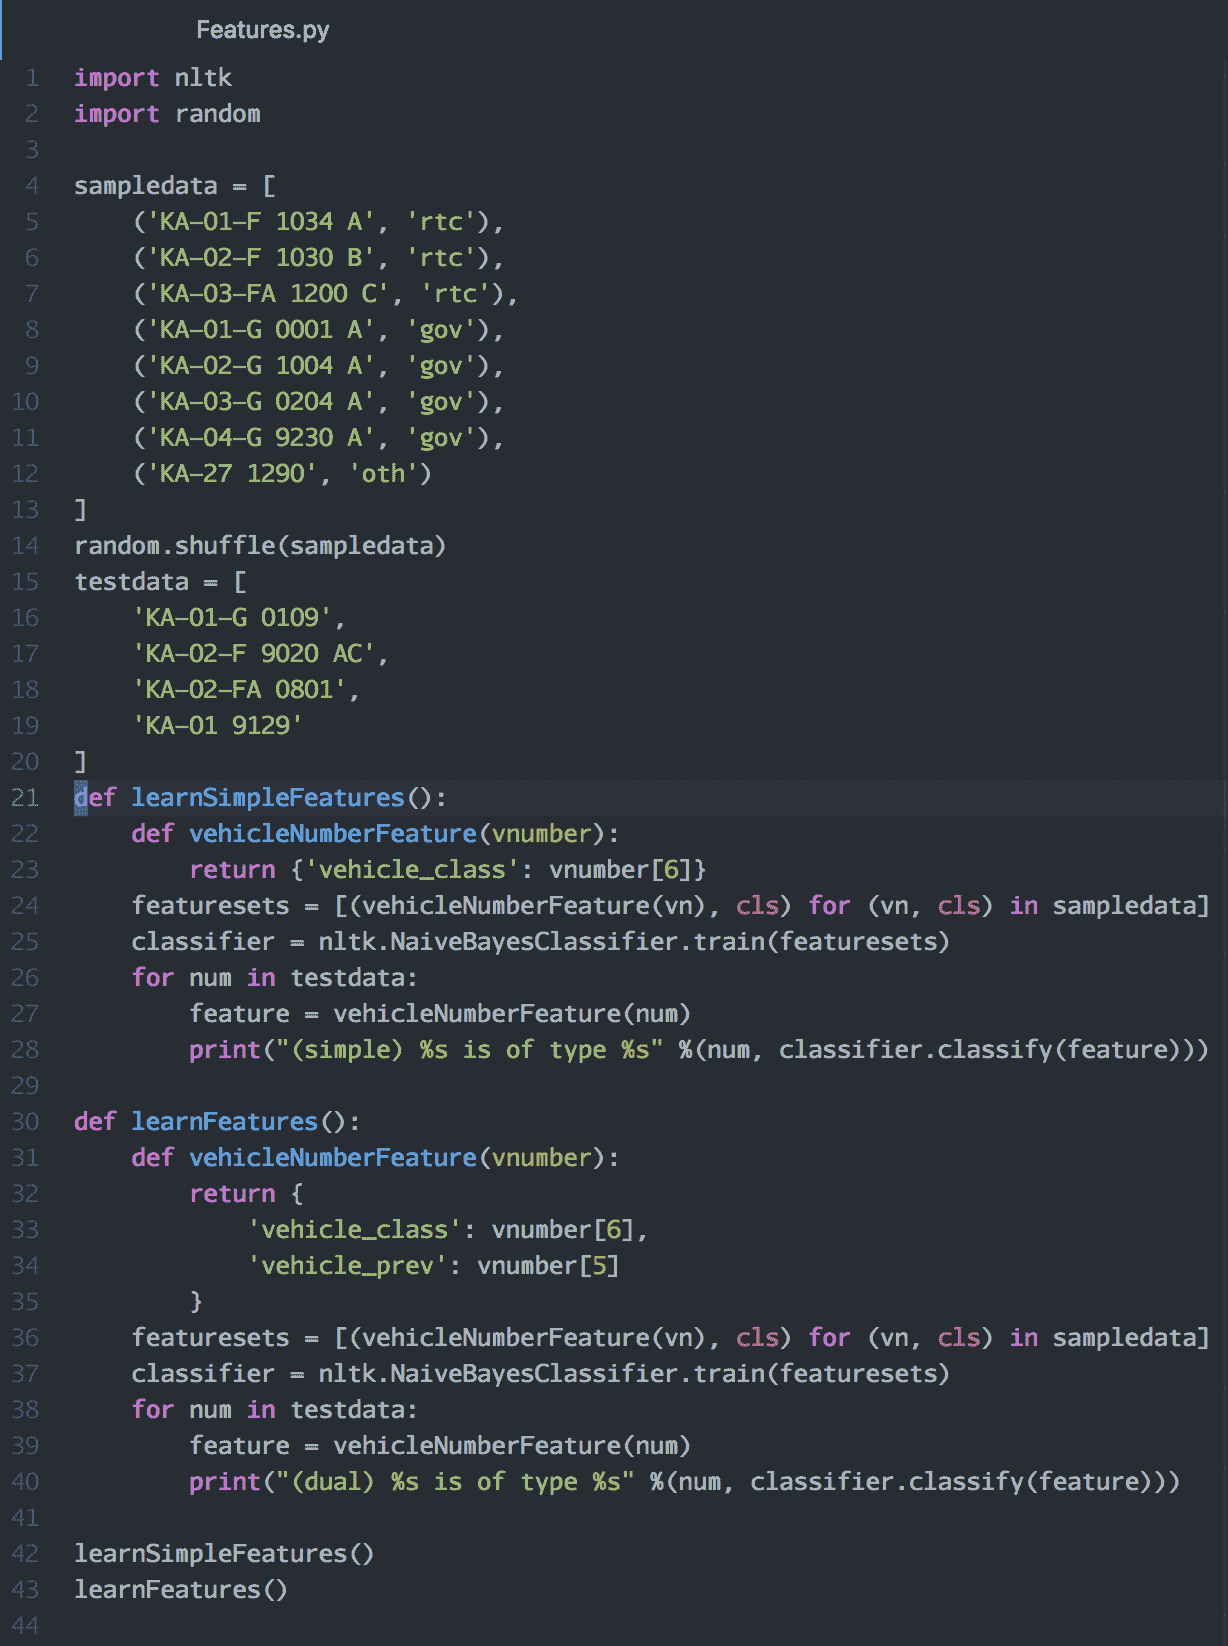 Features.py
1 import nltk
2 import random
3
4 sampledata = [
5     ('KA-01-F 1034 A', 'rtc'),
6     ('KA-02-F 1030 B', 'rtc'),
7     ('KA-03-FA 1200 C', 'rtc'),
8     ('KA-01-G 0001 A', 'gov'),
9     ('KA-02-G 1004 A', 'gov'),
10     ('KA-03-G 0204 A', 'gov'),
11     ('KA-04-G 9230 A', 'gov'),
12     ('KA-27 1290', 'oth')
13 ]
14 random.shuffle(sampledata)
15 testdata = [
16     'KA-01-G 0109',
17     'KA-02-F 9020 AC',
18     'KA-02-FA 0801',
19     'KA-01 9129'
20 ]
21 def learnSimpleFeatures():
22     def vehicleNumberFeature(vnumber):
23         return {'vehicle_class': vnumber[6]}
24     featuresets = [(vehicleNumberFeature(vn), cls) for (vn, cls) in sampledata]
25     classifier = nltk.NaiveBayesClassifier.train(featuresets)
26     for num in testdata:
27         feature = vehicleNumberFeature(num)
28         print("(simple) %s is of type %s" %(num, classifier.classify(feature)))
29
30 def learnFeatures():
31     def vehicleNumberFeature(vnumber):
32         return {
33             'vehicle_class': vnumber[6],
34             'vehicle_prev': vnumber[5]
35         }
36     featuresets = [(vehicleNumberFeature(vn), cls) for (vn, cls) in sampledata]
37     classifier = nltk.NaiveBayesClassifier.train(featuresets)
38     for num in testdata:
39         feature = vehicleNumberFeature(num)
40         print("(dual) %s is of type %s" %(num, classifier.classify(feature)))
41
42 learnSimpleFeatures()
43 learnFeatures()
44